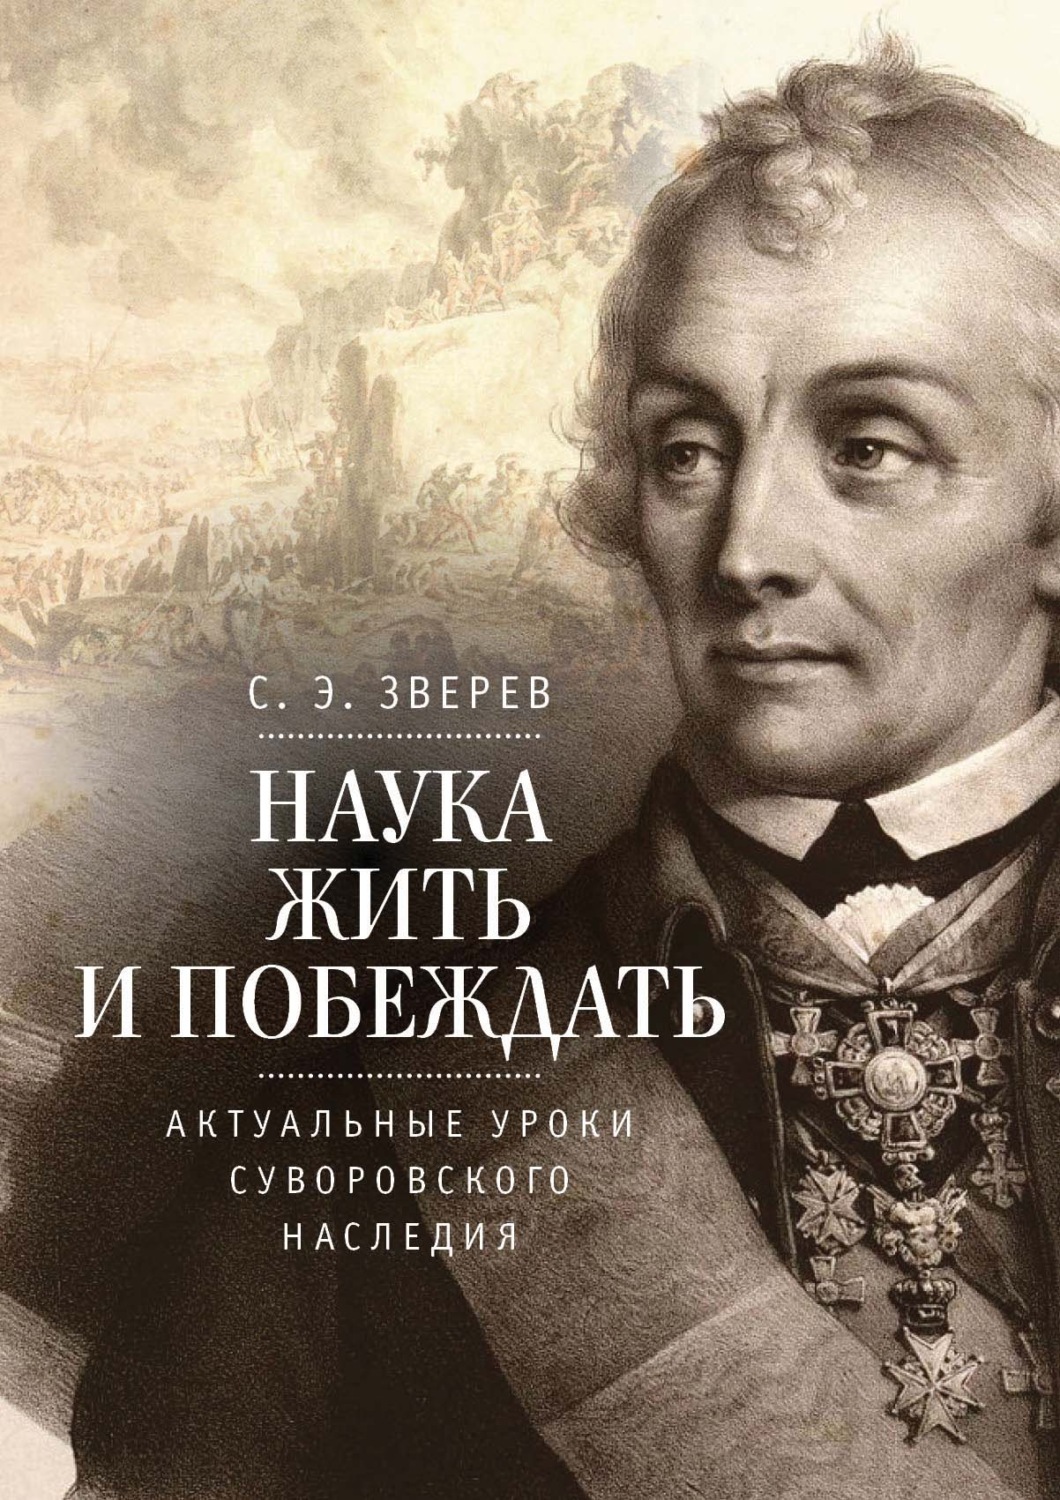 С. Э. ЗВЕРЕВ
НАУКА
ЖИТЬ
И ПОБЕЖДАТЬ
АКТУАЛЬНЫЕ УРОКИ
СУВОРОВСКОГО
НАСЛЕДИЯ